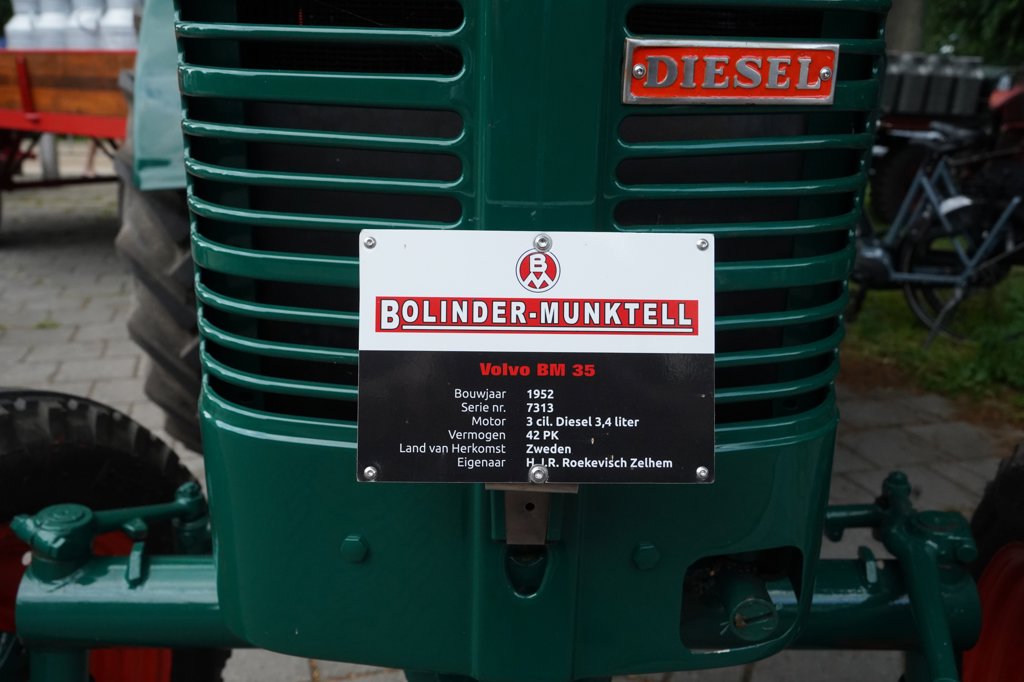 DIESEL
BM
BOLINDER-MUNKTELL
Volvo BM 35
Bouwjaar 1952
Serie nr. 7313
Motor 3 cil. Diesel 3,4 liter
Vermogen 42 PK
Land van Herkomst Zweden
Eigenaar H.J.R. Roekevisch Zelhem